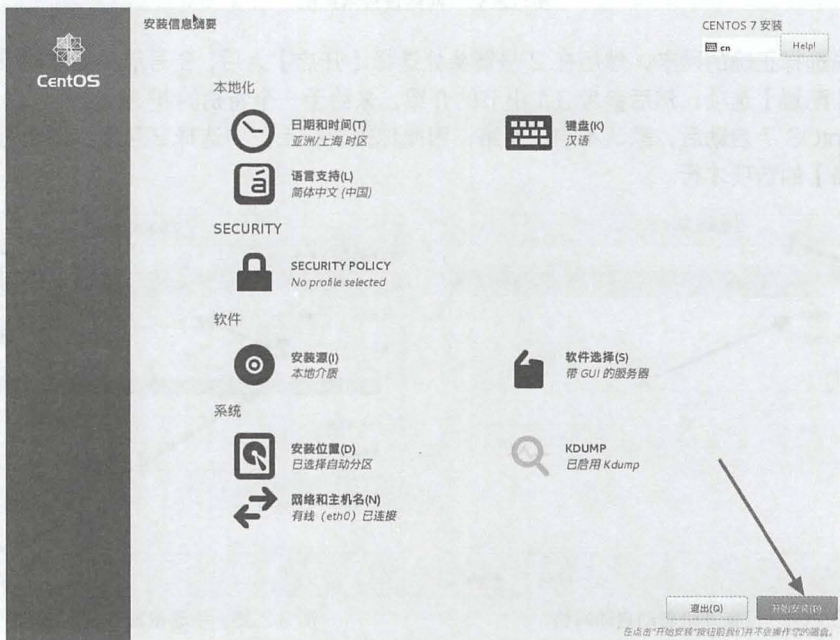 安装信息摘要
CENTOS 7 安装
cn
Help!
CentOS
本地化
日期和时间(T)
亚洲/上海 时区
键盘(K)
汉语
语言支持(L)
简体中文 (中国)
SECURITY
SECURITY POLICY
No profile selected
软件
安装源(I)
本地介质
软件选择(S)
带 GUI 的服务器
系统
安装位置(D)
已选择自动分区
KDUMP
已启用 Kdump
网络和主机名(N)
有线 (eth0) 已连接
退出(Q)
开始安装(B)
在点击"开始安装"按钮前我们并不会操作您的磁盘。